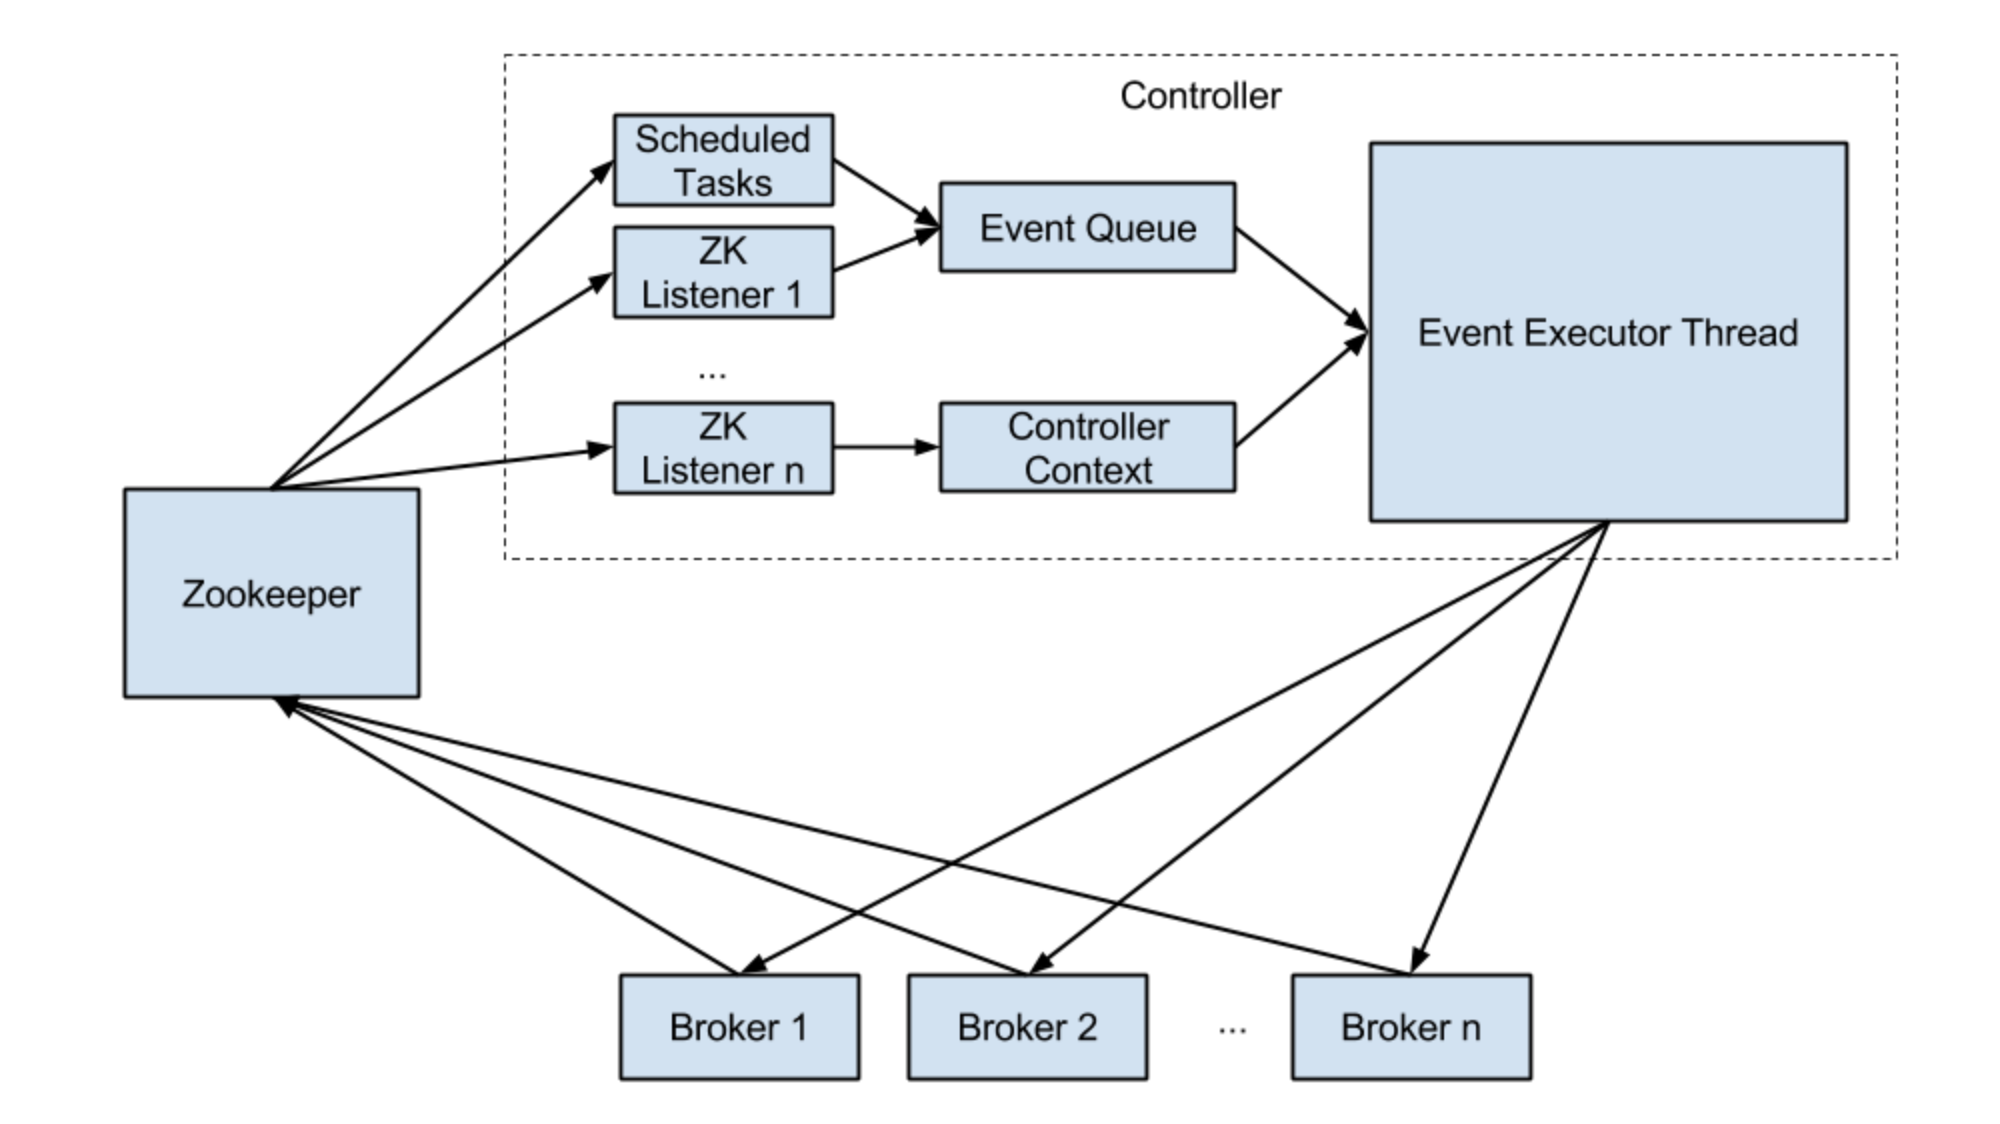 Controller
Scheduled
Tasks
ZK
Listener 1
...
ZK
Listener n
Event Queue
Controller
Context
Event Executor Thread
Zookeeper
Broker 1
Broker 2
...
Broker n